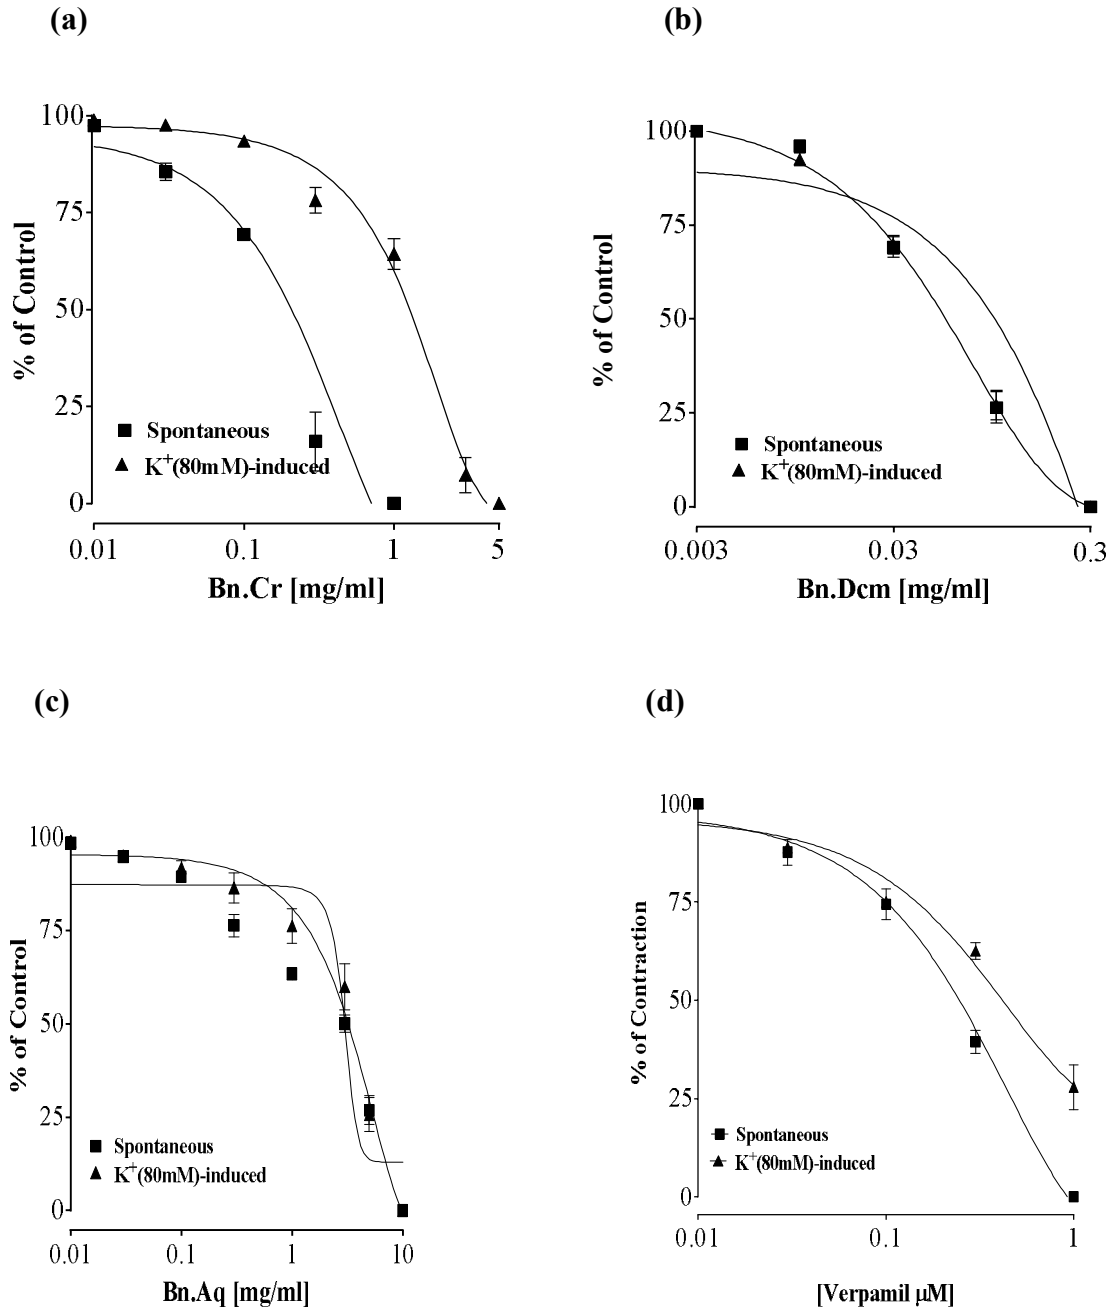 (a)
100
75
50
25
0
% of Control
Spontaneous
K+(80mM)-induced
0.01 0.1 1 5
Bn.Cr [mg/ml]
(b)
100
75
50
25
0
% of Control
Spontaneous
K+(80mM)-induced
0.003 0.03 0.3
Bn.Dcm [mg/ml]
(c)
100
75
50
25
0
% of Control
Spontaneous
K+(80mM)-induced
0.01 0.1 1 10
Bn.Aq [mg/ml]
(d)
100
75
50
25
0
% of Contraction
Spontaneous
K+(80mM)-induced
0.01 0.1 1
[Verpamil µM]